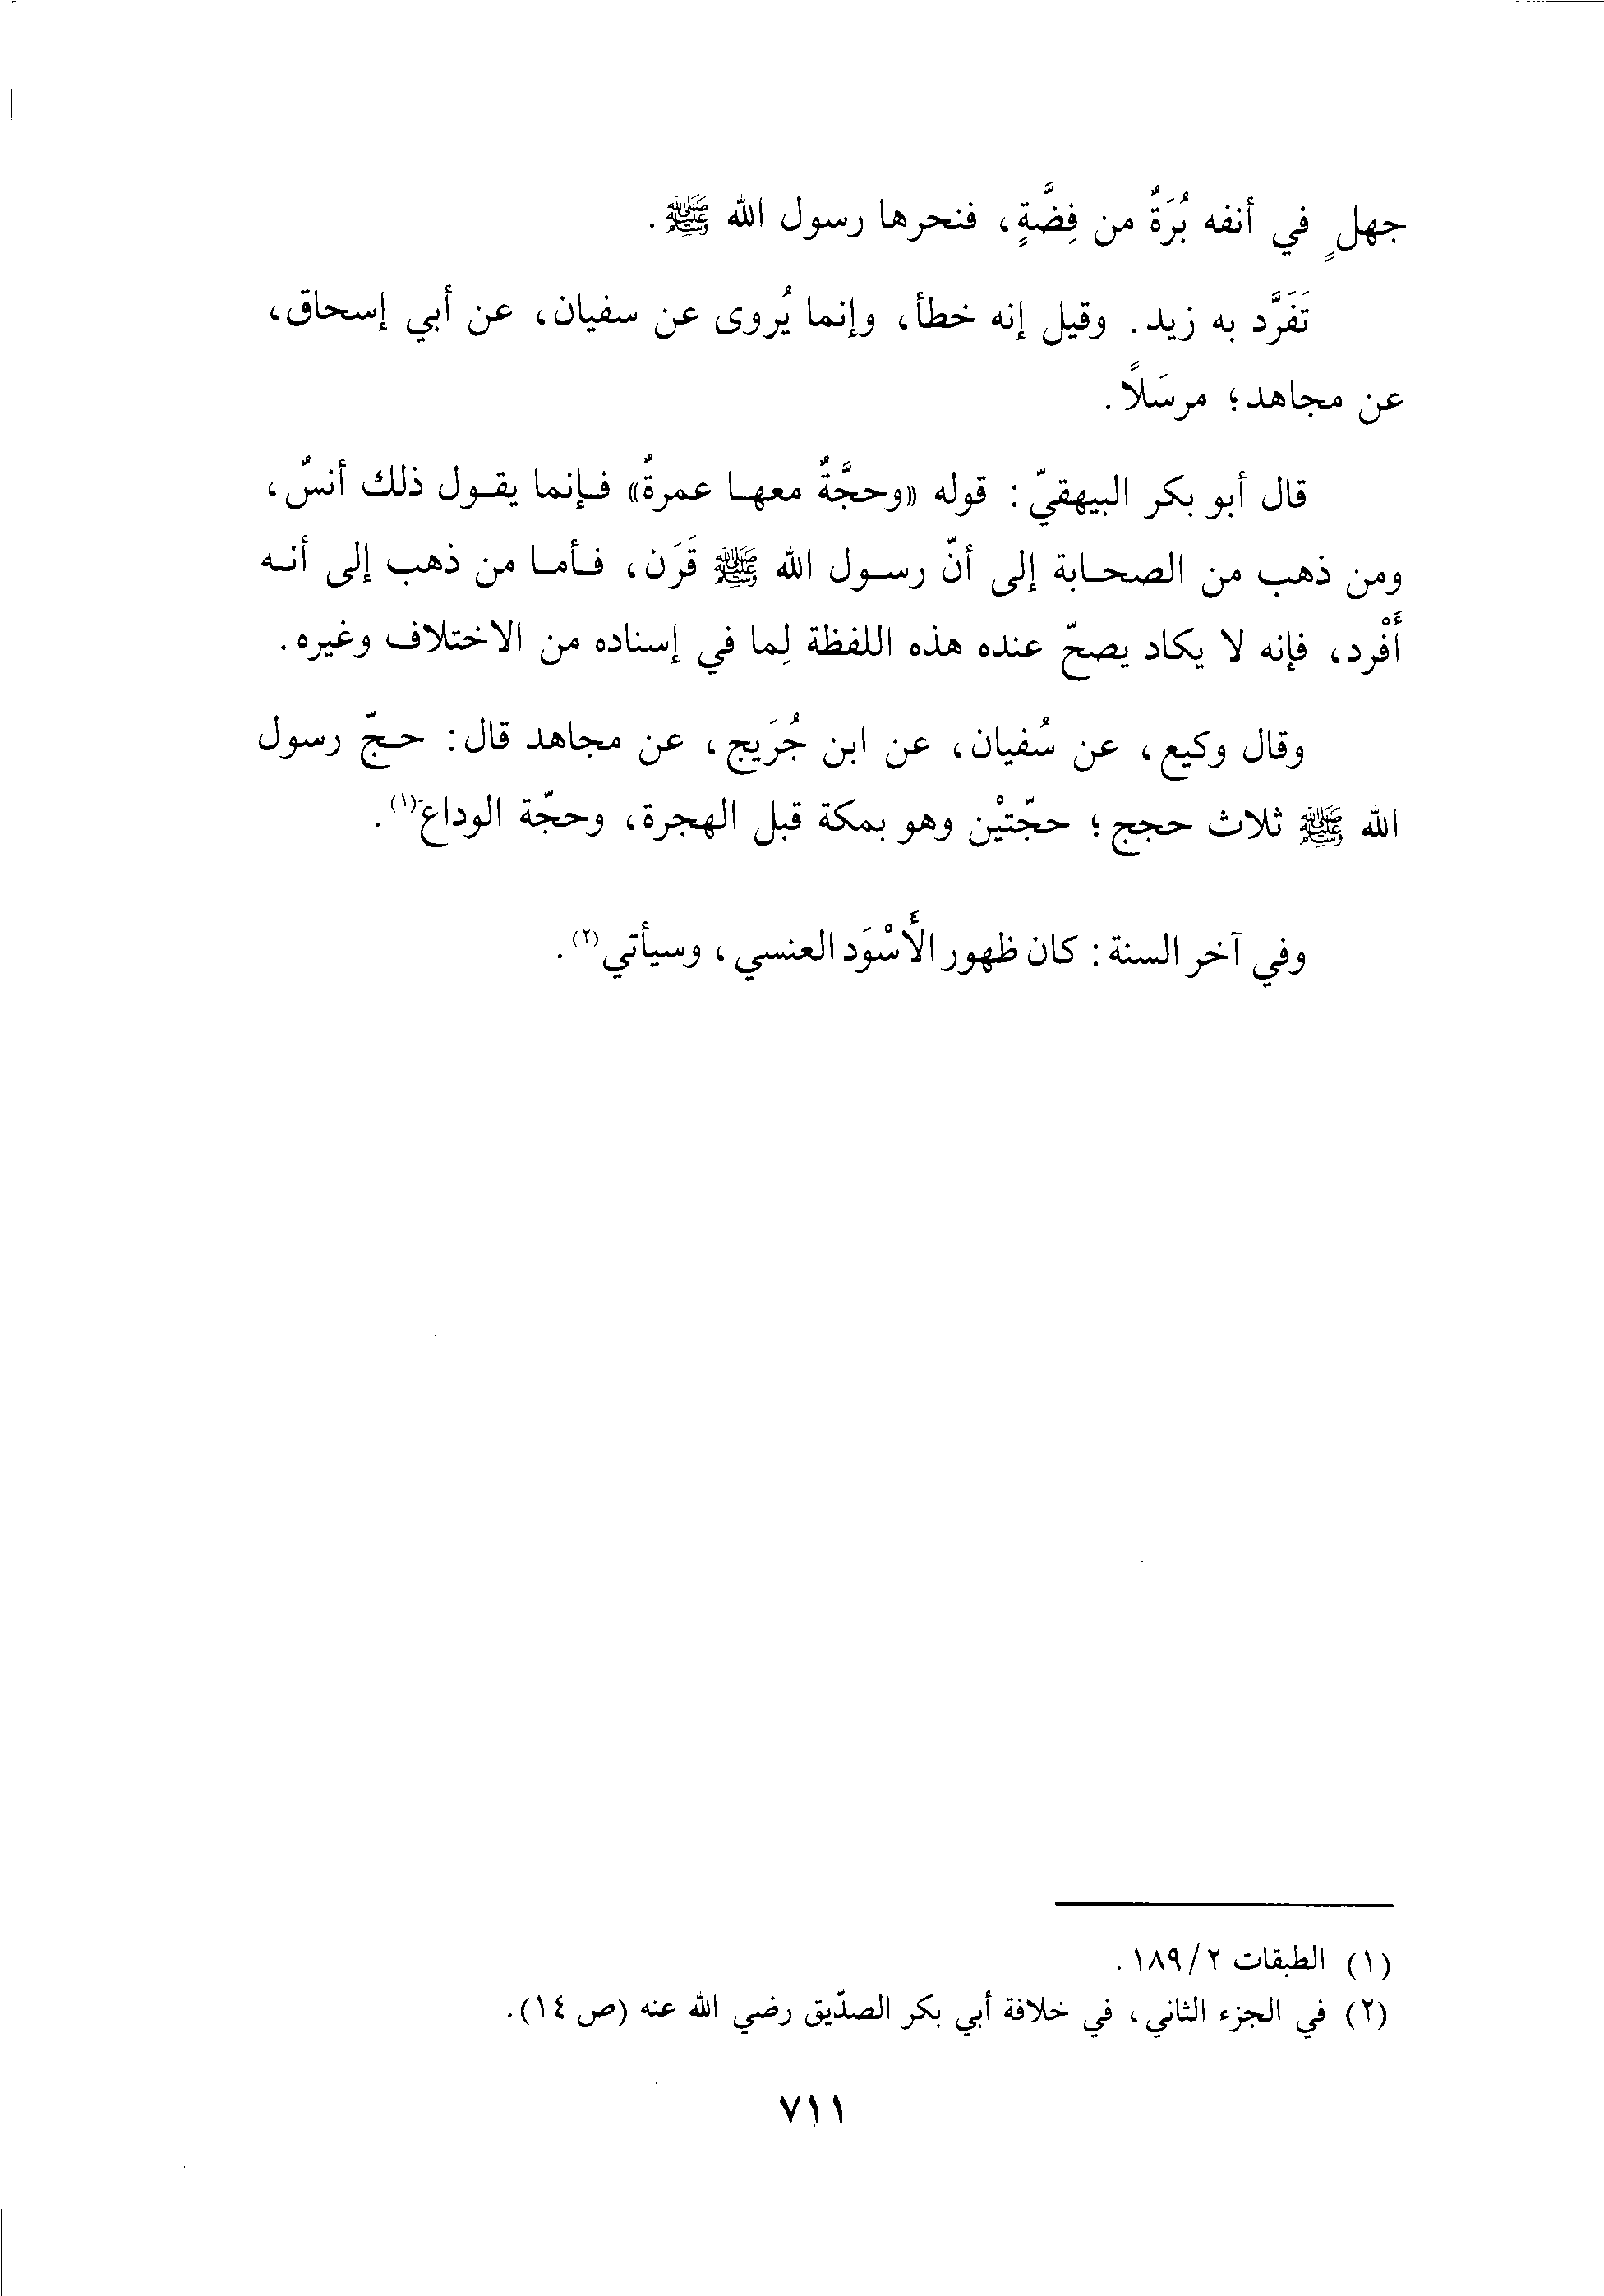 جهلٍ في أنفه بُرَةٌ من فِضَّةٍ، فنحرها رسول الله ﷺ.
تَفَرَّد به زيد. وقيل إنه خطأ، وإنما يُروى عن سفيان، عن أبي إسحاق،
عن مجاهد؛ مرسَلاً.
قال أبو بكر البيهقيّ: قوله «وحجَّةٌ معها عمرةٌ» فإنما يقول ذلك أنسٌ،
ومن ذهب من الصحابة إلى أنّ رسول الله ﷺ قَرَن، فأما من ذهب إلى أنه
أَفْرد، فإنه لا يكاد يصحّ عنده هذه اللفظة لِما في إسناده من الاختلاف وغيره.
وقال وكيع، عن سُفيان، عن ابن جُرَيج، عن مجاهد قال: حجّ رسول
الله ﷺ ثلاث حجج؛ حجّتيْن وهو بمكة قبل الهجرة، وحجّة الوداع(١).
وفي آخر السنة: كان ظهور الأَسْوَد العنسي، وسيأتي(٢).
(١) الطبقات ٢/١٨٩.
(٢) في الجزء الثاني، في خلافة أبي بكر الصدّيق رضي الله عنه (ص ١٤).
٧١١